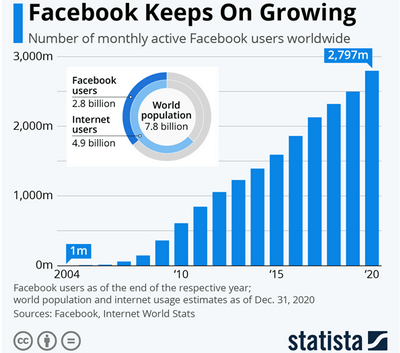 Facebook Keeps On Growing
Number of monthly active Facebook users worldwide
3,000m
2,797m
Facebook
users
2.8 billion
Internet
users
4.9 billion
World
population
7.8 billion
2,000m
1,000m
1m
0m
2004
'10
'15
'20
Facebook users as of the end of the respective year;
world population and internet usage estimates as of Dec. 31, 2020
Sources: Facebook, Internet World Stats
cc
statista